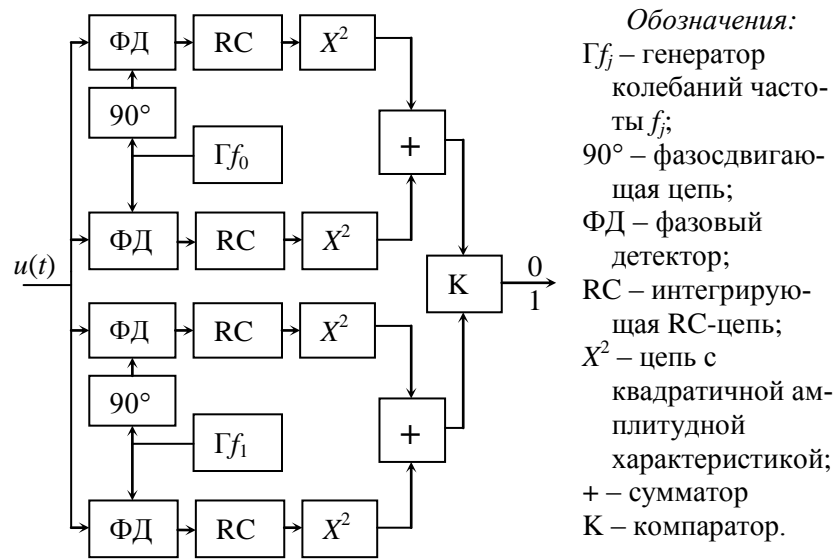 ФД RC X²
90°
Гf₀
+
ФД RC X²
u(t)
K
0
1
ФД RC X²
90°
Гf₁
+
ФД RC X²
Обозначения:
Гfⱼ – генератор
колебаний часто-
ты fⱼ;
90° – фазосдвигаю-
щая цепь;
ФД – фазовый
детектор;
RC – интегрирую-
щая RC-цепь;
X² – цепь с
квадратичной ам-
плитудной
характеристикой;
+ – сумматор
K – компаратор.